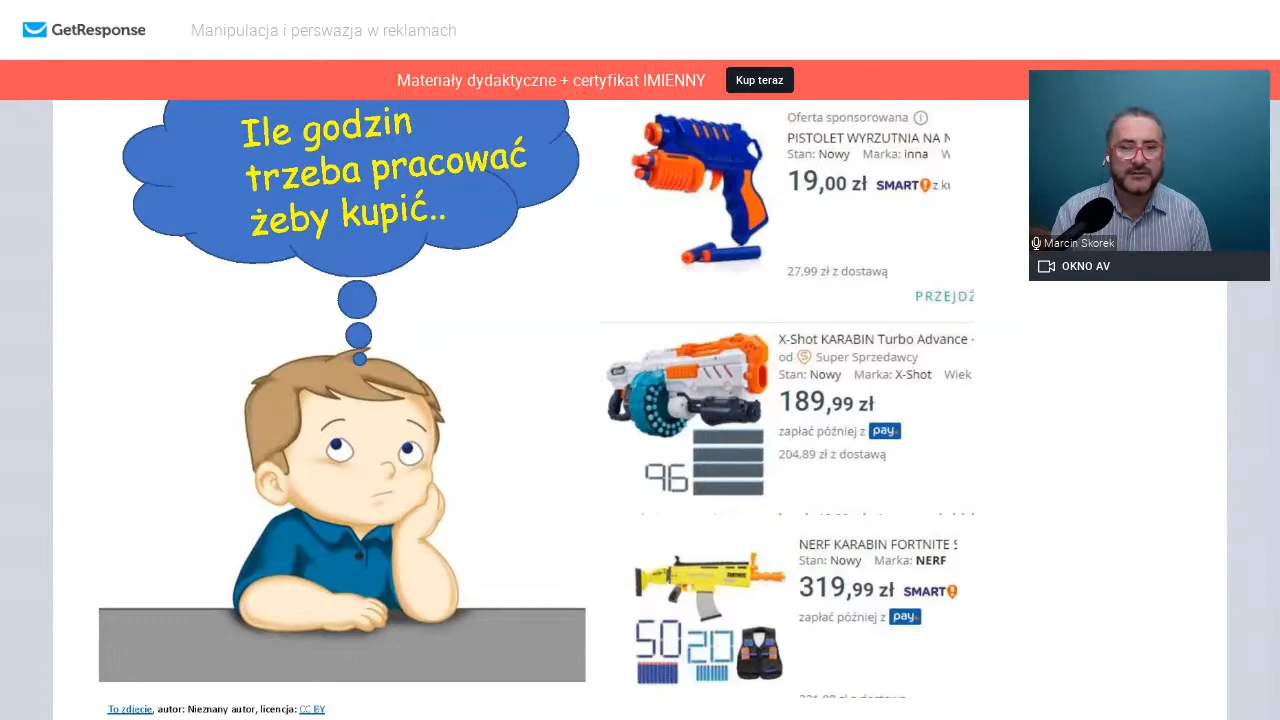 GetResponse
Manipulacja i perswazja w reklamach
Materiały dydaktyczne + certyfikat IMIENNY
Kup teraz
Marcin Skorek
OKNO AV
Ile godzin
trzeba pracować
żeby kupić..
Oferta sponsorowana
PISTOLET WYRZUTNIA NA
Stan: Nowy Marka: inna
19,00 zł SMART! z
27,99 zł z dostawą
PRZEJDŹ
X-Shot KARABIN Turbo Advance -
od Super Sprzedawcy
Stan: Nowy Marka: X-Shot Wiek
189,99 zł
zapłać później z pay
204,89 zł z dostawą
96
NERF KARABIN FORTNITE S
Stan: Nowy Marka: NERF
319,99 zł SMART!
zapłać później z pay
50 20
To zdjęcie, autor: Nieznany autor, licencja: CC BY